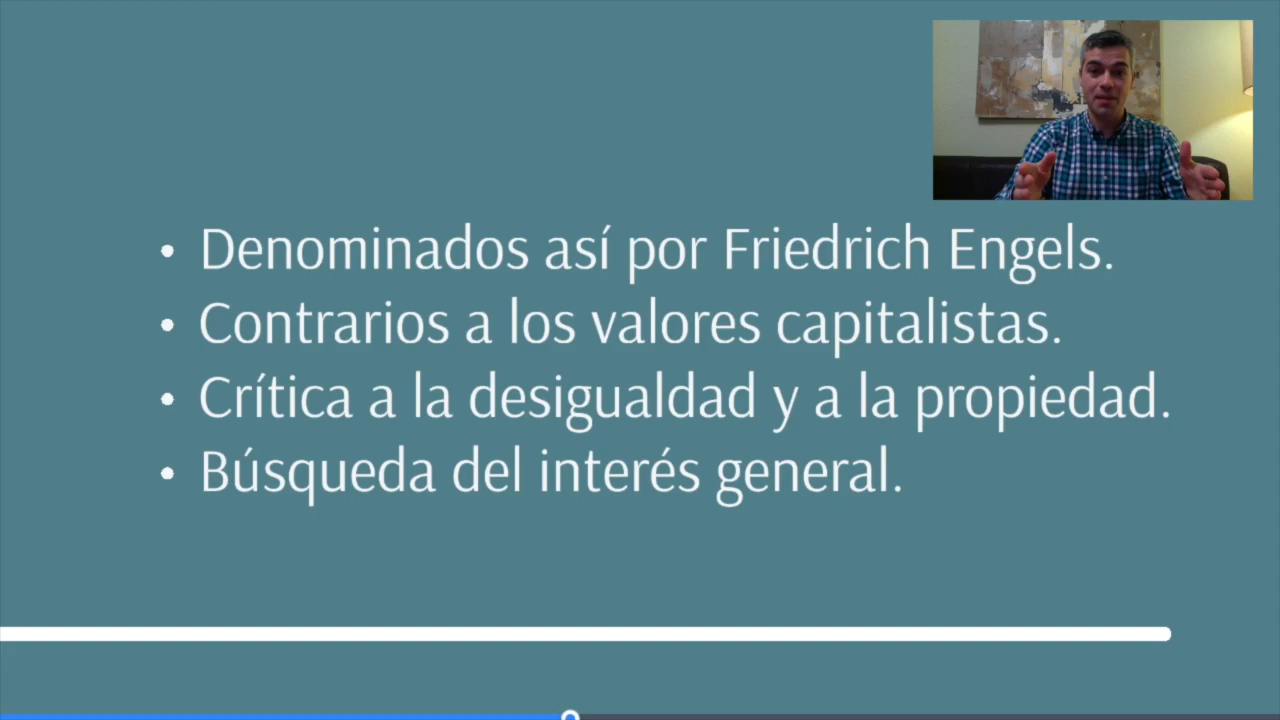 • Denominados así por Friedrich Engels.
• Contrarios a los valores capitalistas.
• Crítica a la desigualdad y a la propiedad.
• Búsqueda del interés general.